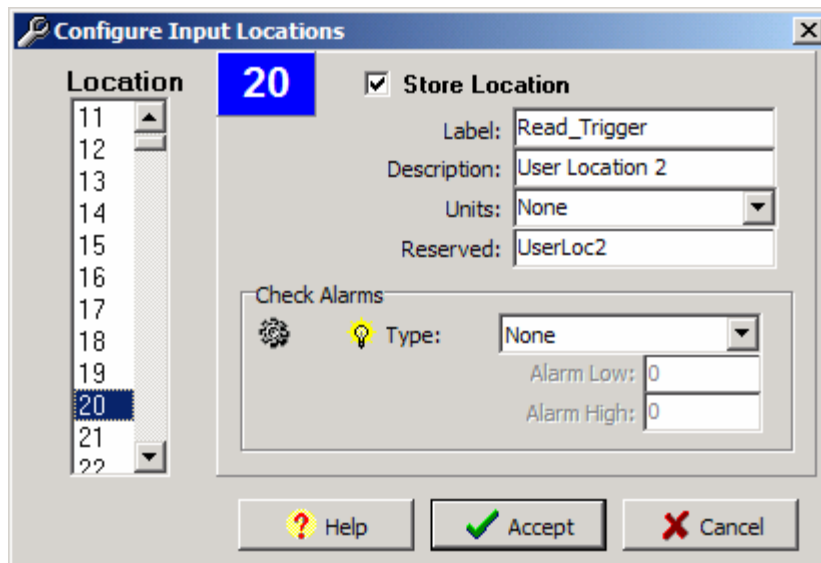 Configure Input Locations
Location
11
12
13
14
15
16
17
18
19
20
21
22
20
Store Location
Label: Read_Trigger
Description: User Location 2
Units: None
Reserved: UserLoc2
Check Alarms
Type: None
Alarm Low: 0
Alarm High: 0
? Help
Accept
Cancel